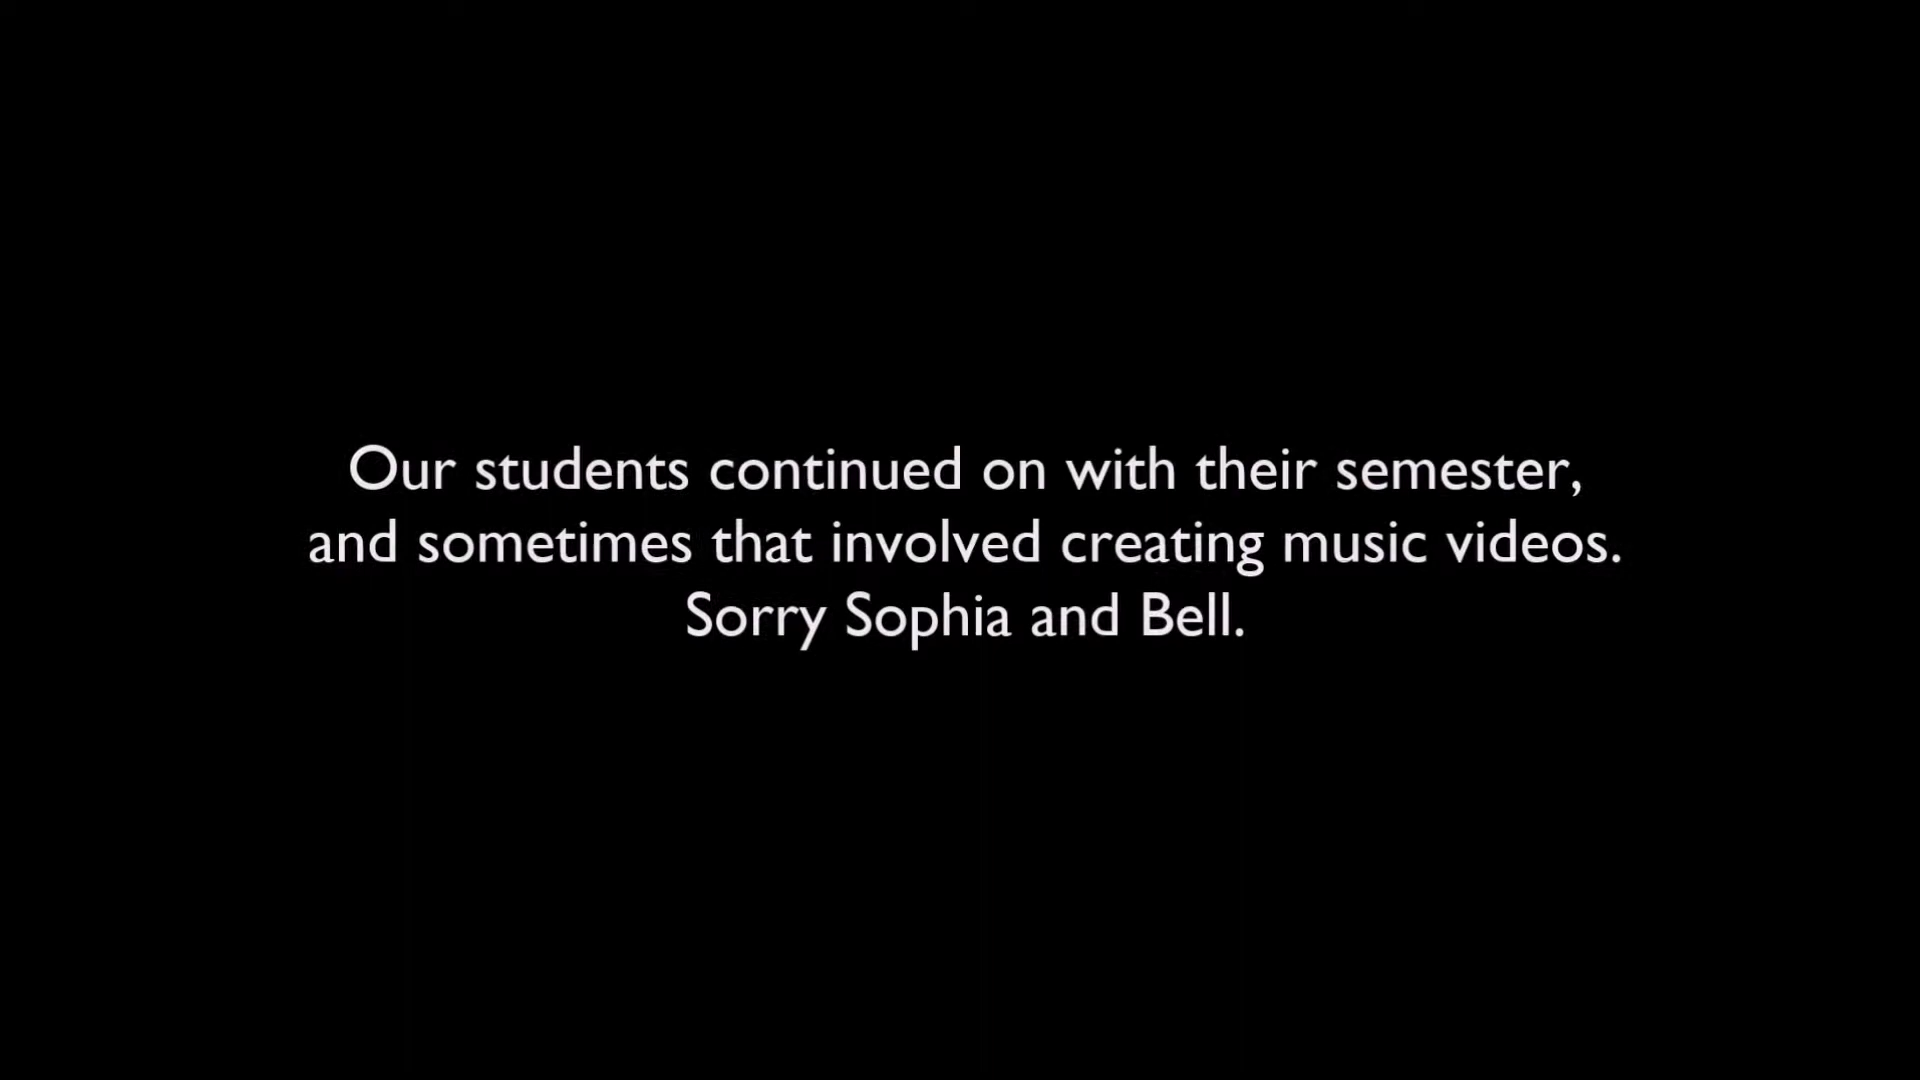 Our students continued on with their semester,
and sometimes that involved creating music videos.
Sorry Sophia and Bell.